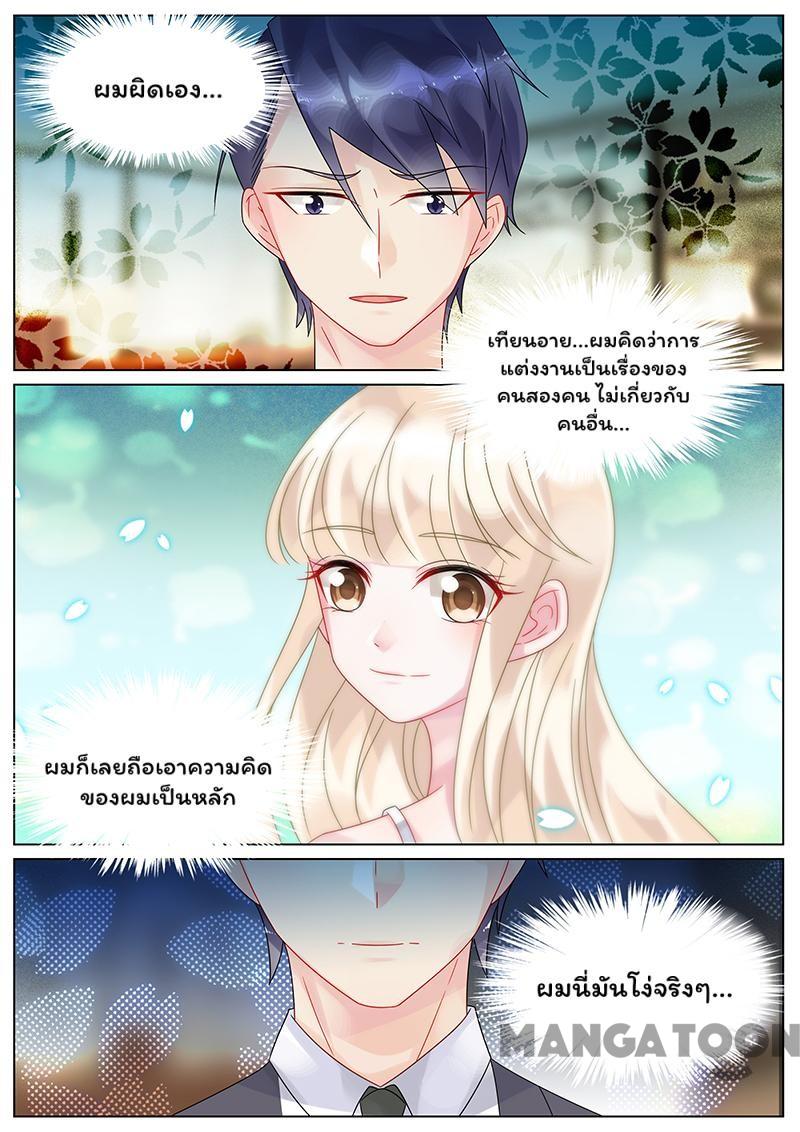 ผมผิดเอง...
เทียนอาย...ผมคิดว่าการ
แต่งงานเป็นเรื่องของ
คนสองคน ไม่เกี่ยวกับ
คนอื่น...
ผมก็เลยถือเอาความคิด
ของผมเป็นหลัก
ผมนี่มันโง่จริงๆ...
MANGATOON